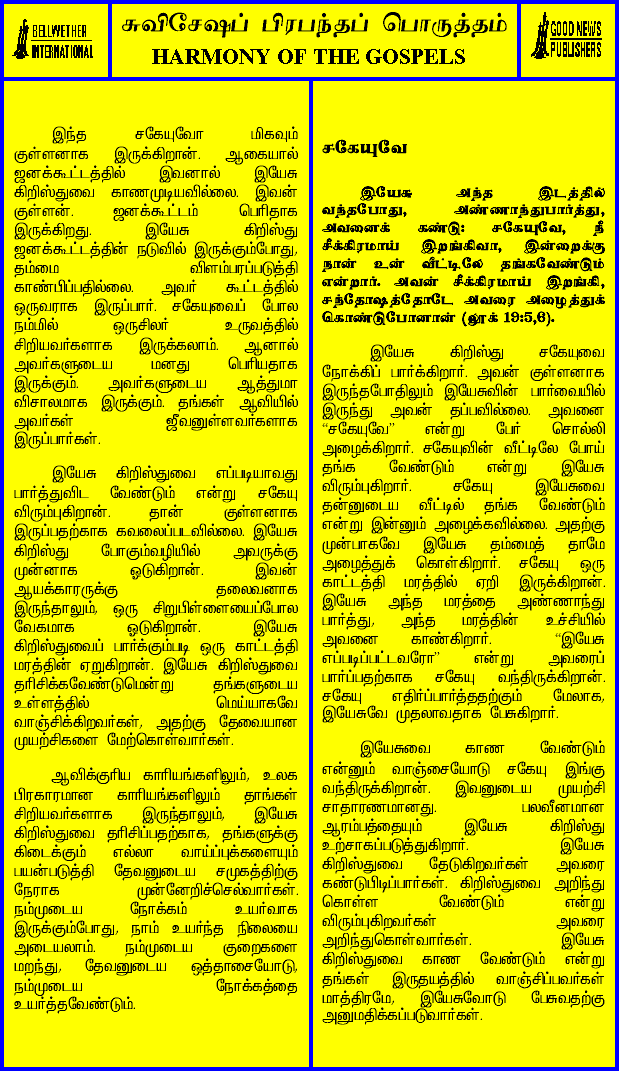 BELLWETHER
INTERNATIONAL
சுவிசேஷப் பிரபந்தப் பொருத்தம்
HARMONY OF THE GOSPELS
GOOD NEWS
PUBLISHERS
இந்த சகேயுவோ மிகவும்
குள்ளனாக இருக்கிறான். ஆகையால்
ஜனக்கூட்டத்தில் இவனால் இயேசு
கிறிஸ்துவை காணமுடியவில்லை. இவன்
குள்ளன். ஜனக்கூட்டம் பெரிதாக
இருக்கிறது. இயேசு கிறிஸ்து
ஜனக்கூட்டத்தின் நடுவில் இருக்கும்போது,
தம்மை விளம்பரப்படுத்தி
காண்பிப்பதில்லை. அவர் கூட்டத்தில்
ஒருவராக இருப்பார். சகேயுவைப் போல
நம்மில் ஒருசிலர் உருவத்தில்
சிறியவர்களாக இருக்கலாம். ஆனால்
அவர்களுடைய மனது பெரியதாக
இருக்கும். அவர்களுடைய ஆத்துமா
விசாலமாக இருக்கும். தங்கள் ஆவியில்
அவர்கள் ஜீவனுள்ளவர்களாக
இருப்பார்கள்.
இயேசு கிறிஸ்துவை எப்படியாவது
பார்த்துவிட வேண்டும் என்று சகேயு
விரும்புகிறான். தான் குள்ளனாக
இருப்பதற்காக கவலைப்படவில்லை. இயேசு
கிறிஸ்து போகும்வழியில் அவருக்கு
முன்னாக ஓடுகிறான். இவன்
ஆயக்காரருக்கு தலைவனாக
இருந்தாலும், ஒரு சிறுபிள்ளையைப்போல
வேகமாக ஓடுகிறான். இயேசு
கிறிஸ்துவைப் பார்க்கும்படி ஒரு காட்டத்தி
மரத்தின் ஏறுகிறான். இயேசு கிறிஸ்துவை
தரிசிக்கவேண்டுமென்று தங்களுடைய
உள்ளத்தில் மெய்யாகவே
வாஞ்சிக்கிறவர்கள், அதற்கு தேவையான
முயற்சிகளை மேற்கொள்வார்கள்.
ஆவிக்குரிய காரியங்களிலும், உலக
பிரகாரமான காரியங்களிலும் தாங்கள்
சிறியவர்களாக இருந்தாலும், இயேசு
கிறிஸ்துவை தரிசிப்பதற்காக, தங்களுக்கு
கிடைக்கும் எல்லா வாய்ப்புக்களையும்
பயன்படுத்தி தேவனுடைய சமுகத்திற்கு
நேராக முன்னேறிச்செல்வார்கள்.
நம்முடைய நோக்கம் உயர்வாக
இருக்கும்போது, நாம் உயர்ந்த நிலையை
அடையலாம். நம்முடைய குறைகளை
மறந்து, தேவனுடைய ஒத்தாசையோடு,
நம்முடைய நோக்கத்தை
உயர்த்தவேண்டும்.
சகேயுவே
இயேசு அந்த இடத்தில்
வந்தபோது, அண்ணாந்துபார்த்து,
அவனைக் கண்டு: சகேயுவே, நீ
சீக்கிரமாய் இறங்கிவா, இன்றைக்கு
நான் உன் வீட்டிலே தங்கவேண்டும்
என்றார். அவன் சீக்கிரமாய் இறங்கி,
சந்தோஷத்தோடே அவரை அழைத்துக்
கொண்டுபோனான் (லூக் 19:5,6).
இயேசு கிறிஸ்து சகேயுவை
நோக்கிப் பார்க்கிறார். அவன் குள்ளனாக
இருந்தபோதிலும் இயேசுவின் பார்வையில்
இருந்து அவன் தப்பவில்லை. அவனை
“சகேயுவே” என்று பேர் சொல்லி
அழைக்கிறார். சகேயுவின் வீட்டிலே போய்
தங்க வேண்டும் என்று இயேசு
விரும்புகிறார். சகேயு இயேசுவை
தன்னுடைய வீட்டில் தங்க வேண்டும்
என்று இன்னும் அழைக்கவில்லை. அதற்கு
முன்பாகவே இயேசு தம்மைத் தாமே
அழைத்துக் கொள்கிறார். சகேயு ஒரு
காட்டத்தி மரத்தில் ஏறி இருக்கிறான்.
இயேசு அந்த மரத்தை அண்ணாந்து
பார்த்து, அந்த மரத்தின் உச்சியில்
அவனை காண்கிறார். “இயேசு
எப்படிப்பட்டவரோ” என்று அவரைப்
பார்ப்பதற்காக சகேயு வந்திருக்கிறான்.
சகேயு எதிர்ப்பார்த்ததற்கும் மேலாக,
இயேசுவே முதலாவதாக பேசுகிறார்.
இயேசுவை காண வேண்டும்
என்னும் வாஞ்சையோடு சகேயு இங்கு
வந்திருக்கிறான். இவனுடைய முயற்சி
சாதாரணமானது. பலவீனமான
ஆரம்பத்தையும் இயேசு கிறிஸ்து
உற்சாகப்படுத்துகிறார். இயேசு
கிறிஸ்துவை தேடுகிறவர்கள் அவரை
கண்டுபிடிப்பார்கள். கிறிஸ்துவை அறிந்து
கொள்ள வேண்டும் என்று
விரும்புகிறவர்கள் அவரை
அறிந்துகொள்வார்கள். இயேசு
கிறிஸ்துவை காண வேண்டும் என்று
தங்கள் இருதயத்தில் வாஞ்சிப்பவர்கள்
மாத்திரமே, இயேசுவோடு பேசுவதற்கு
அனுமதிக்கப்படுவார்கள்.